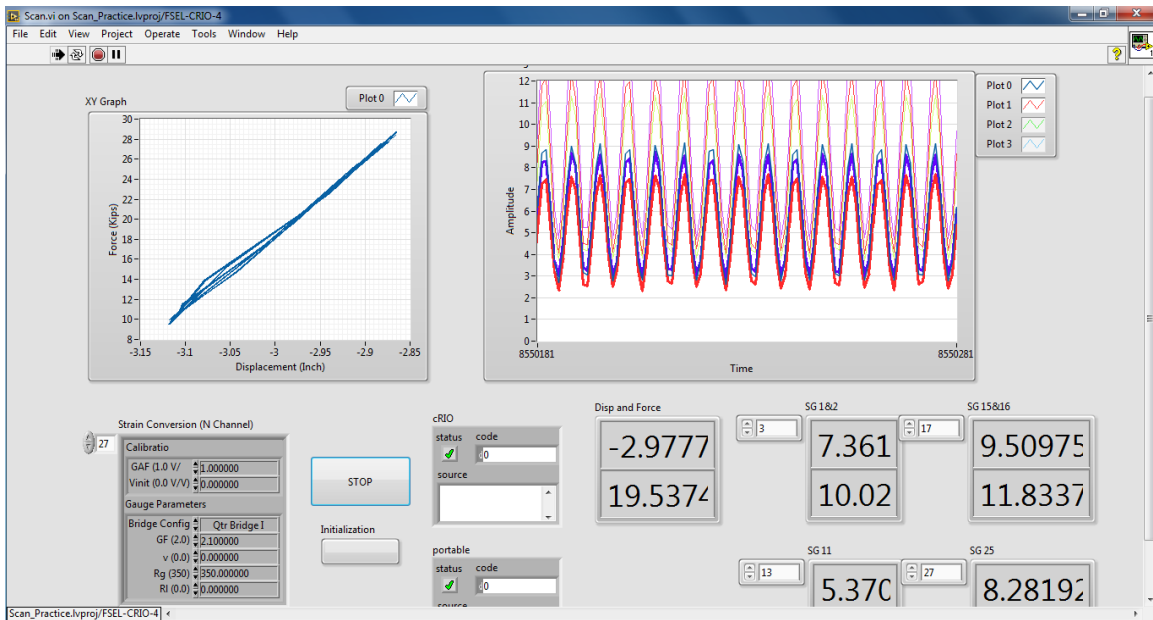 Scan.vi on Scan_Practice.lvproj/FSEL-CRIO-4
File Edit View Project Operate Tools Window Help
XY Graph
Plot 0
30
28
26
24
22
20
18
16
14
12
10
8
Force (Kips)
-3.15 -3.1 -3.05 -3 -2.95 -2.9 -2.85
Displacement (Inch)
12
11
10
9
8
7
6
5
4
3
2
1
0
Amplitude
8550181 8550281
Time
Plot 0
Plot 1
Plot 2
Plot 3
Strain Conversion (N Channel)
27
Calibratio
GAF (1.0 V/ 1.000000
Vinit (0.0 V/V) 0.000000
Gauge Parameters
Bridge Config Qtr Bridge I
GF (2.0) 2.100000
v (0.0) 0.000000
Rg (350) 350.000000
Rl (0.0) 0.000000
STOP
Initialization
cRIO
status code
0
source
portable
status code
0
source
Disp and Force
-2.9777
19.5374
SG 1&2
3
7.361
10.02
SG 15&16
17
9.50975
11.8337
SG 11
13
5.370
SG 25
27
8.28192
Scan_Practice.lvproj/FSEL-CRIO-4